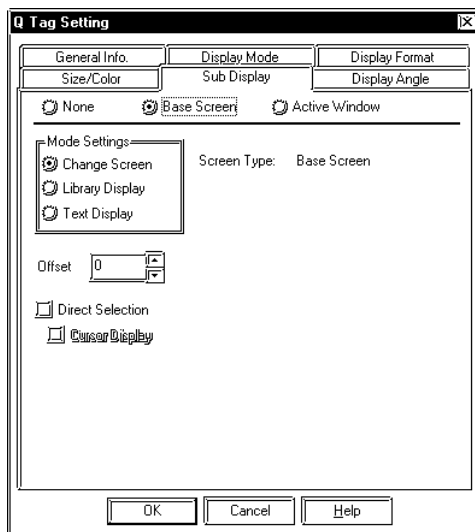 Q Tag Setting
General Info. Display Mode Display Format
Size/Color Sub Display Display Angle
None Base Screen Active Window
Mode Settings
Change Screen Screen Type: Base Screen
Library Display
Text Display
Offset 0
Direct Selection
Cursor Display
OK Cancel Help